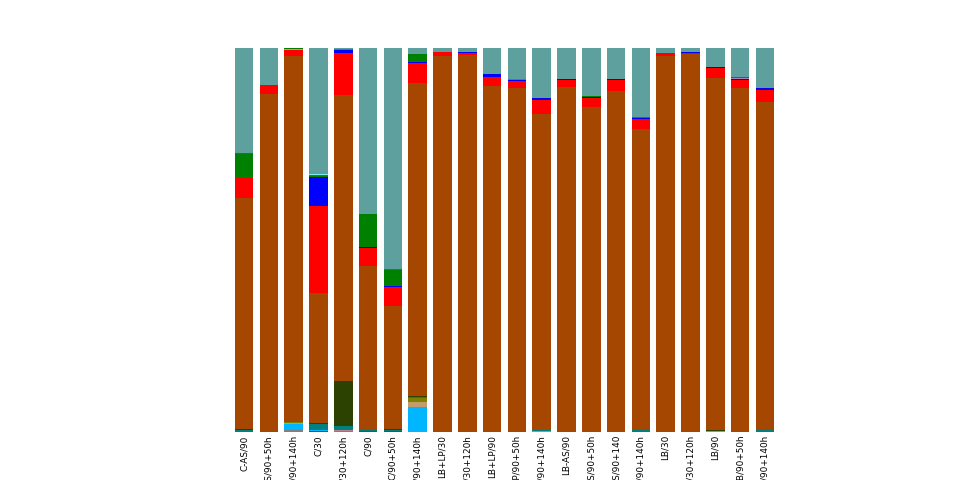 C-AS/90
S/90+50h
/90+140h
C/30
/30+120h
C/90
C/90+50h
/90+140h
LB+LP/30
/30+120h
LB+LP/90
P/90+50h
/90+140h
LB-AS/90
S/90+50h
S/90+140
/90+140h
LB/30
/30+120h
LB/90
B/90+50h
/90+140h